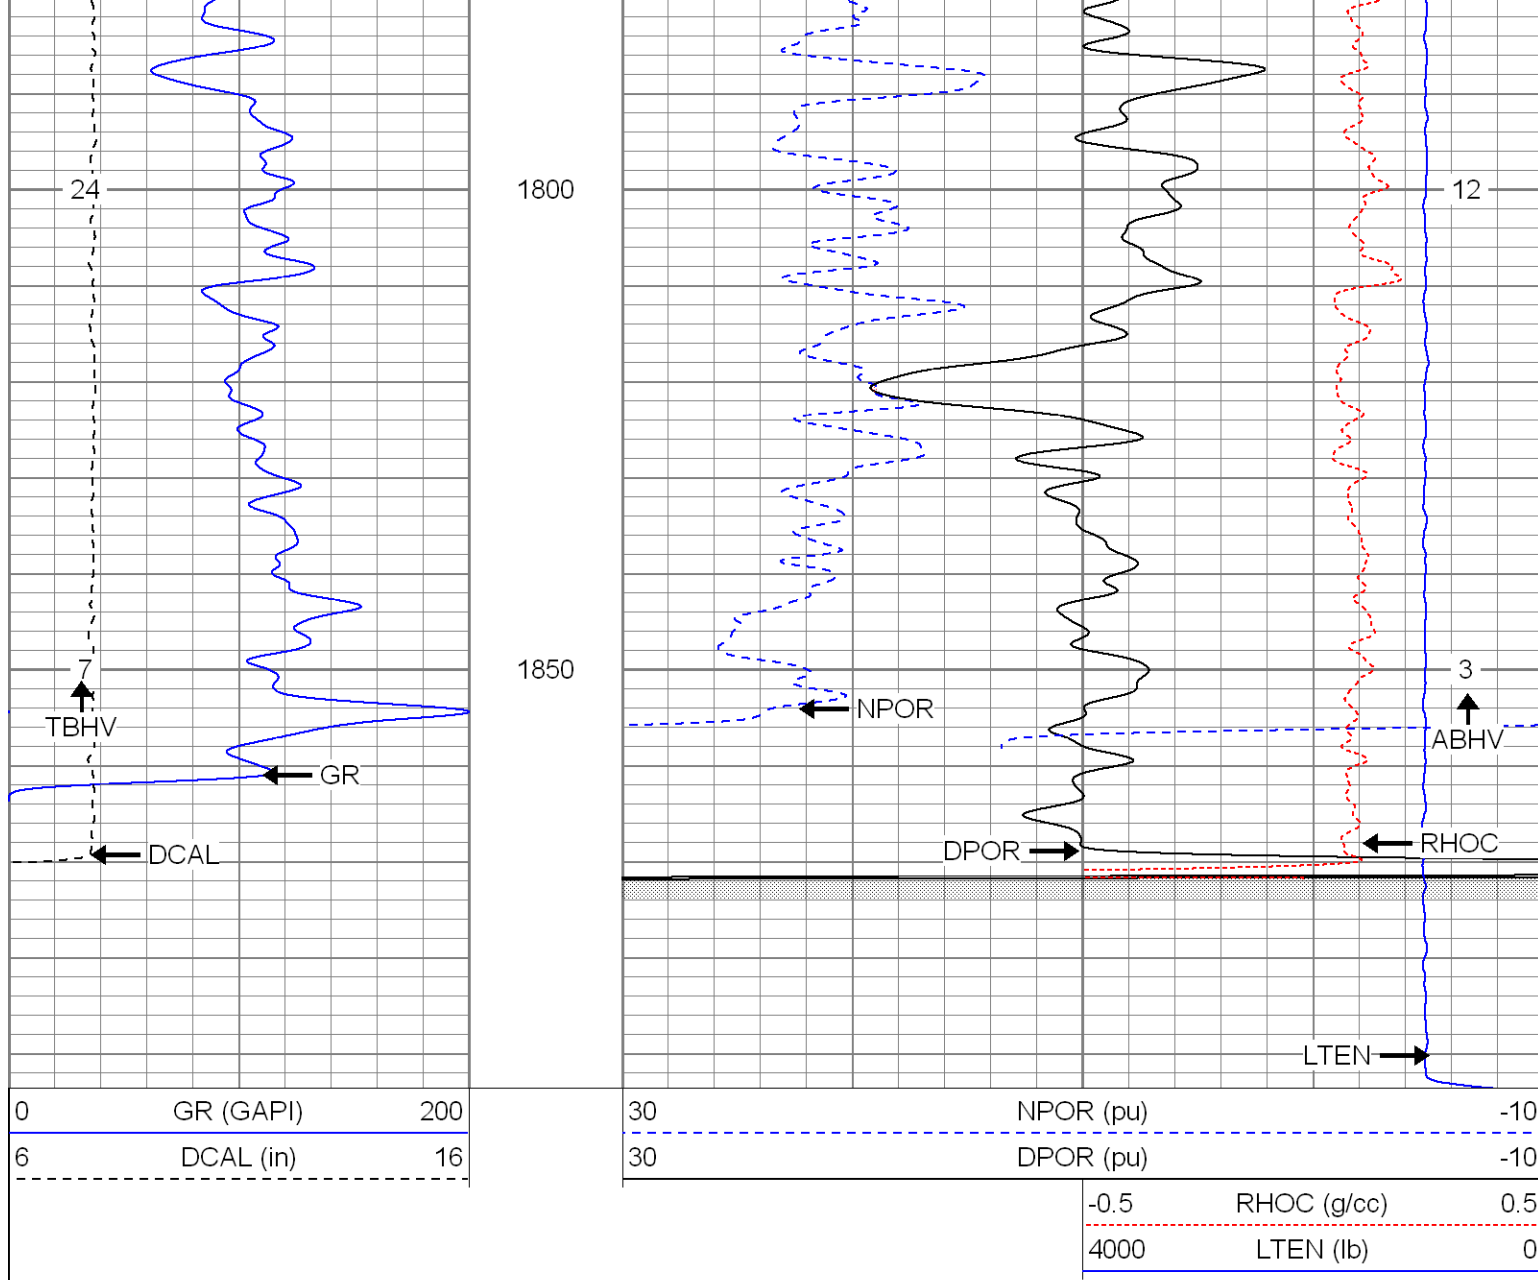 24 1800 12
7 1850 3
TBHV NPOR ABHV
GR
DCAL DPOR RHOC
LTEN
0 GR (GAPI) 200 30 NPOR (pu) -10
6 DCAL (in) 16 30 DPOR (pu) -10
-0.5 RHOC (g/cc) 0.5
4000 LTEN (lb) 0